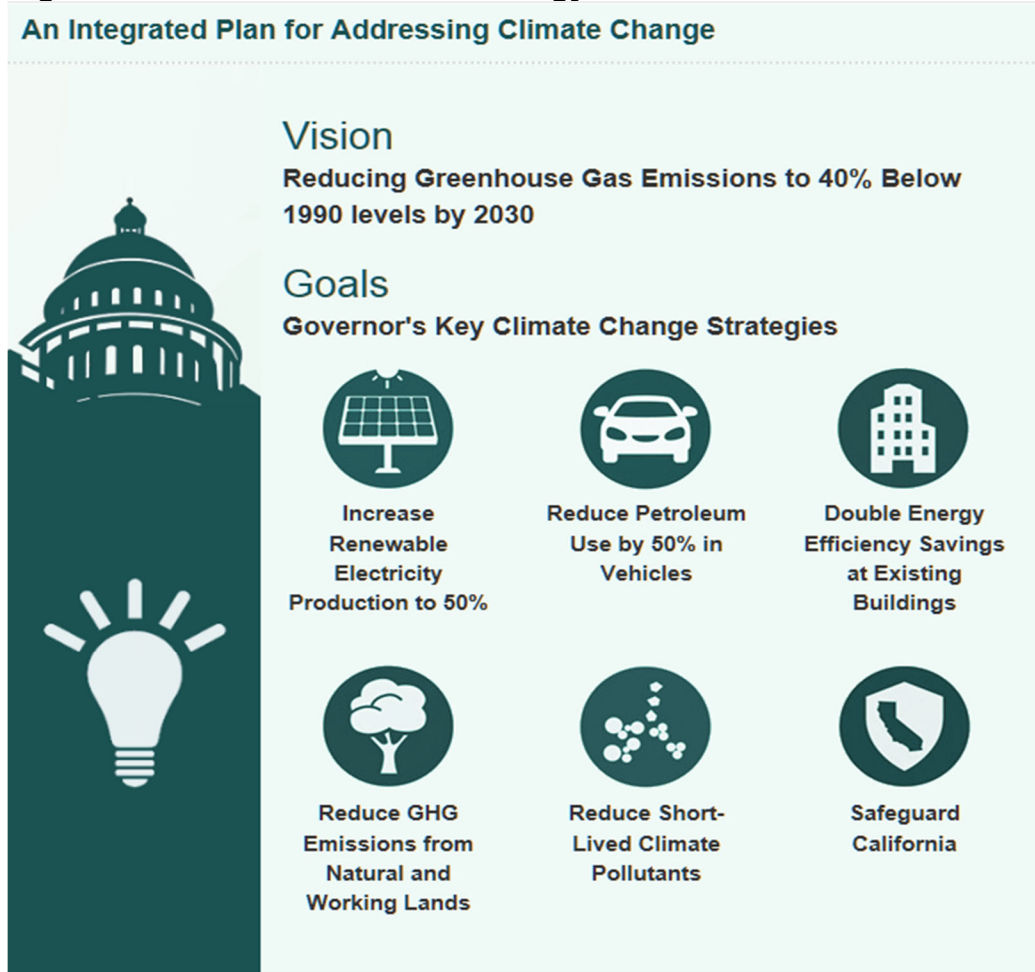 An Integrated Plan for Addressing Climate Change
Vision
Reducing Greenhouse Gas Emissions to 40% Below
1990 levels by 2030
Goals
Governor's Key Climate Change Strategies
Increase
Renewable
Electricity
Production to 50%
Reduce Petroleum
Use by 50% in
Vehicles
Double Energy
Efficiency Savings
at Existing
Buildings
Reduce GHG
Emissions from
Natural and
Working Lands
Reduce Short-
Lived Climate
Pollutants
Safeguard
California